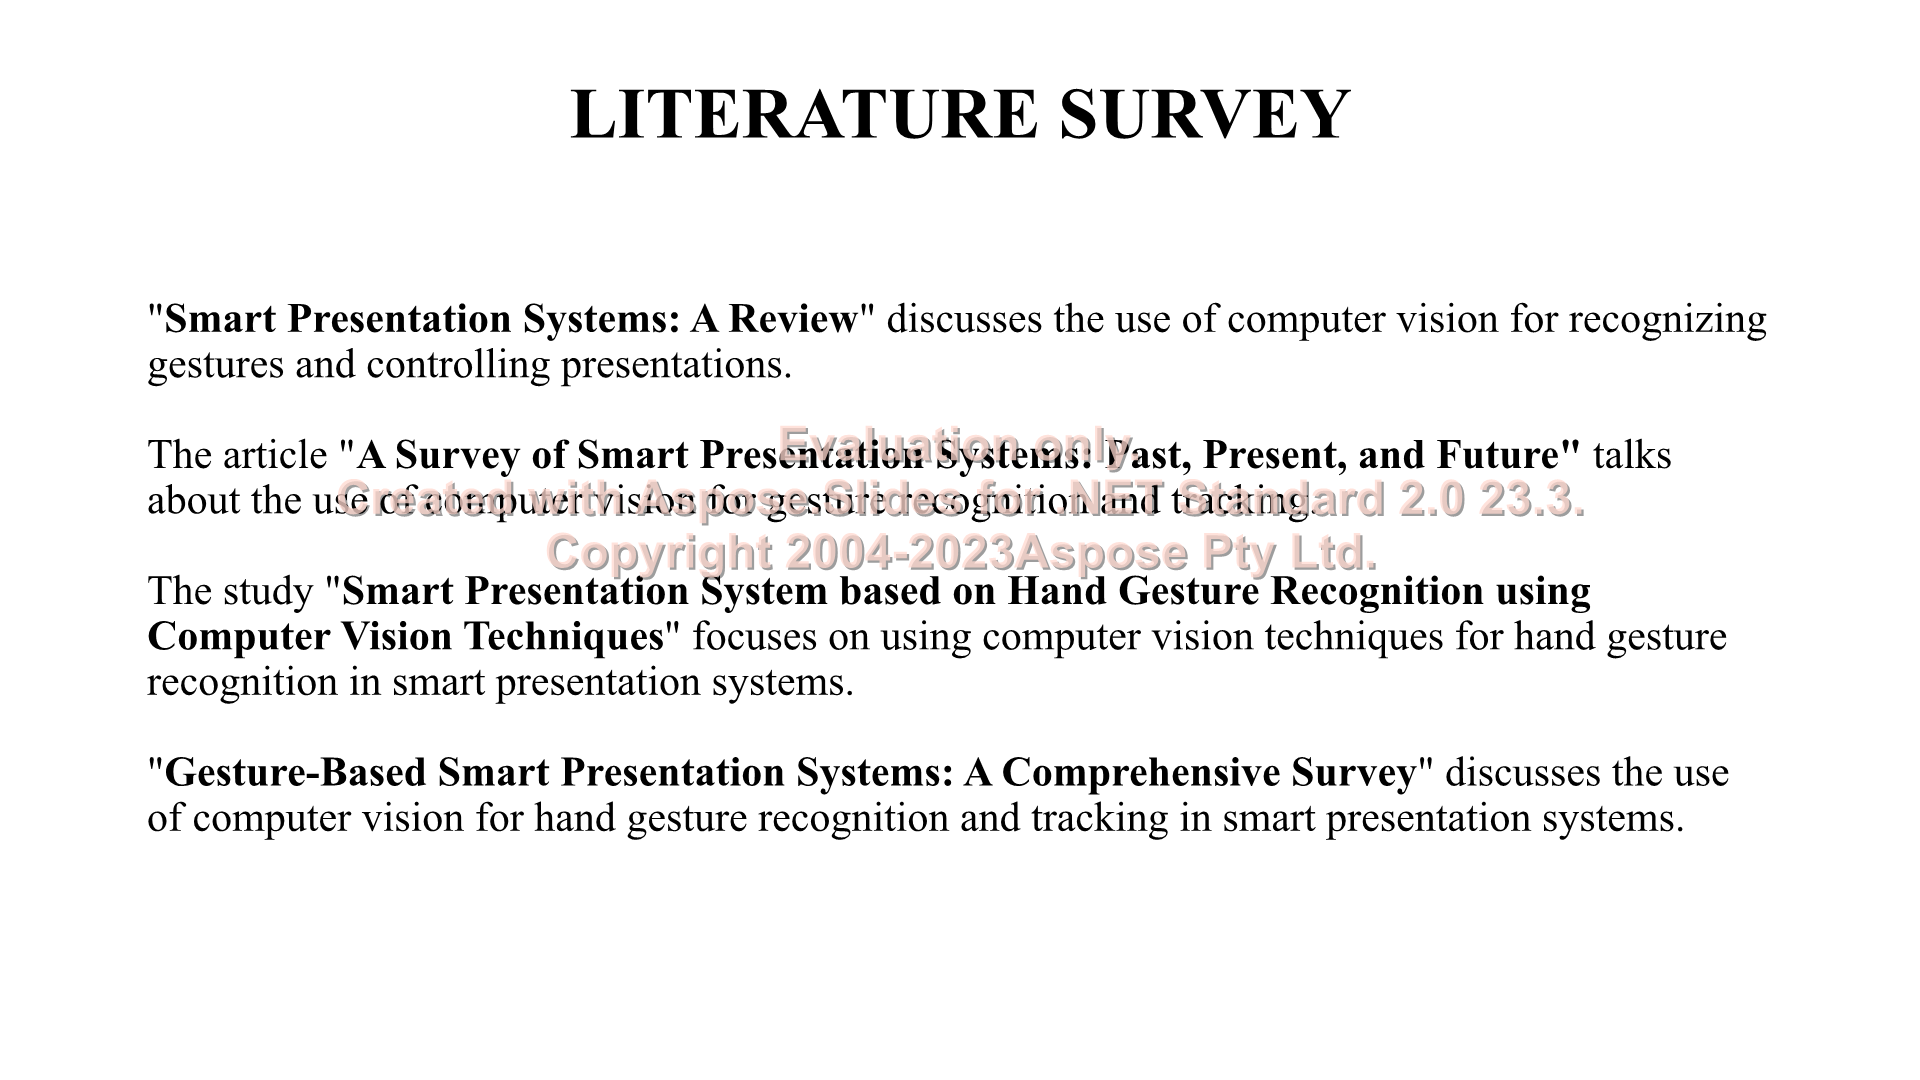 LITERATURE SURVEY
"Smart Presentation Systems: A Review" discusses the use of computer vision for recognizing
gestures and controlling presentations.
The article "A Survey of Smart Presentation Systems: Past, Present, and Future" talks
about the use of computer vision for gesture recognition and tracking.
Evaluation only.
Created with Aspose.Slides for .NET Standard 2.0 23.3.
Copyright 2004-2023Aspose Pty Ltd.
The study "Smart Presentation System based on Hand Gesture Recognition using
Computer Vision Techniques" focuses on using computer vision techniques for hand gesture
recognition in smart presentation systems.
"Gesture-Based Smart Presentation Systems: A Comprehensive Survey" discusses the use
of computer vision for hand gesture recognition and tracking in smart presentation systems.